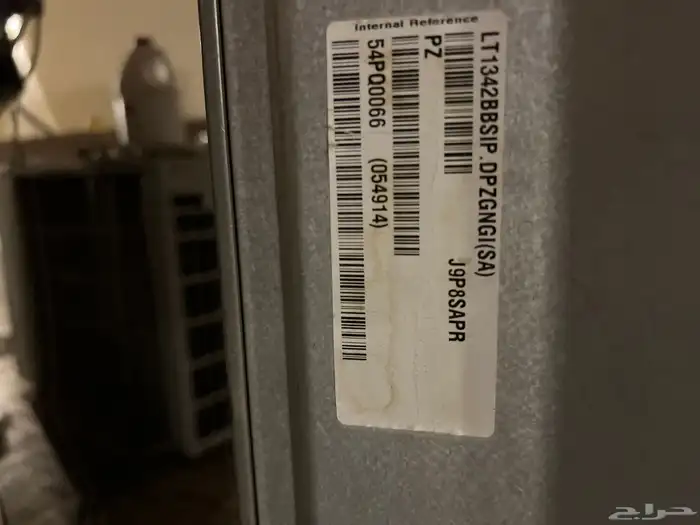 Internal Reference
LT1342BBSIP.DPZGNGI(SA)
J9P8SAPR
PZ
54PQ0066 (054914)
حراج